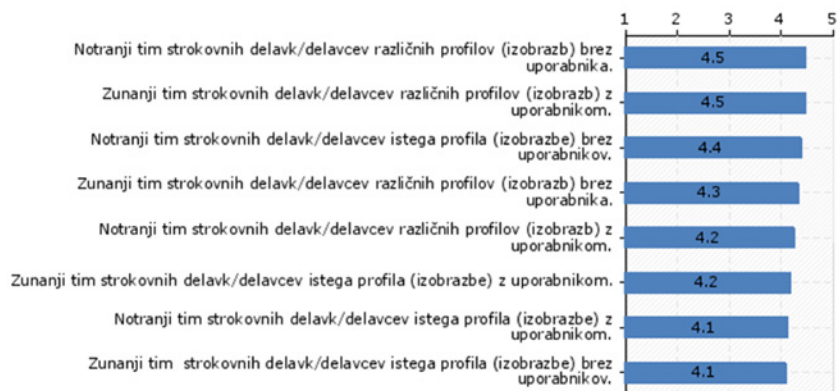 1 2 3 4 5
Notranji tim strokovnih delavk/delavcev različnih profilov (izobrazb) brez
uporabnika.
4.5
Zunanji tim strokovnih delavk/delavcev različnih profilov (izobrazb) z
uporabnikom.
4.5
Notranji tim strokovnih delavk/delavcev istega profila (izobrazbe) brez
uporabnikov.
4.4
Zunanji tim strokovnih delavk/delavcev različnih profilov (izobrazb) brez
uporabnika.
4.3
Notranji tim strokovnih delavk/delavcev različnih profilov (izobrazb) z
uporabnikom.
4.2
Zunanji tim strokovnih delavk/delavcev istega profila (izobrazbe) z uporabnikom.
4.2
Notranji tim strokovnih delavk/delavcev istega profila (izobrazbe) z
uporabnikom.
4.1
Zunanji tim  strokovnih delavk/delavcev istega profila (izobrazbe) brez
uporabnikov.
4.1